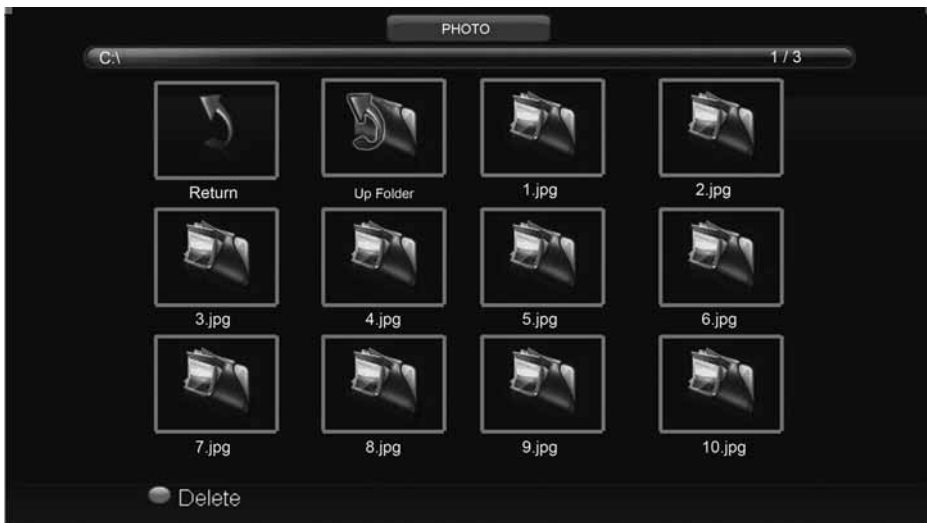 PHOTO
C:\ 1 / 3
Return Up Folder 1.jpg 2.jpg
3.jpg 4.jpg 5.jpg 6.jpg
7.jpg 8.jpg 9.jpg 10.jpg
Delete